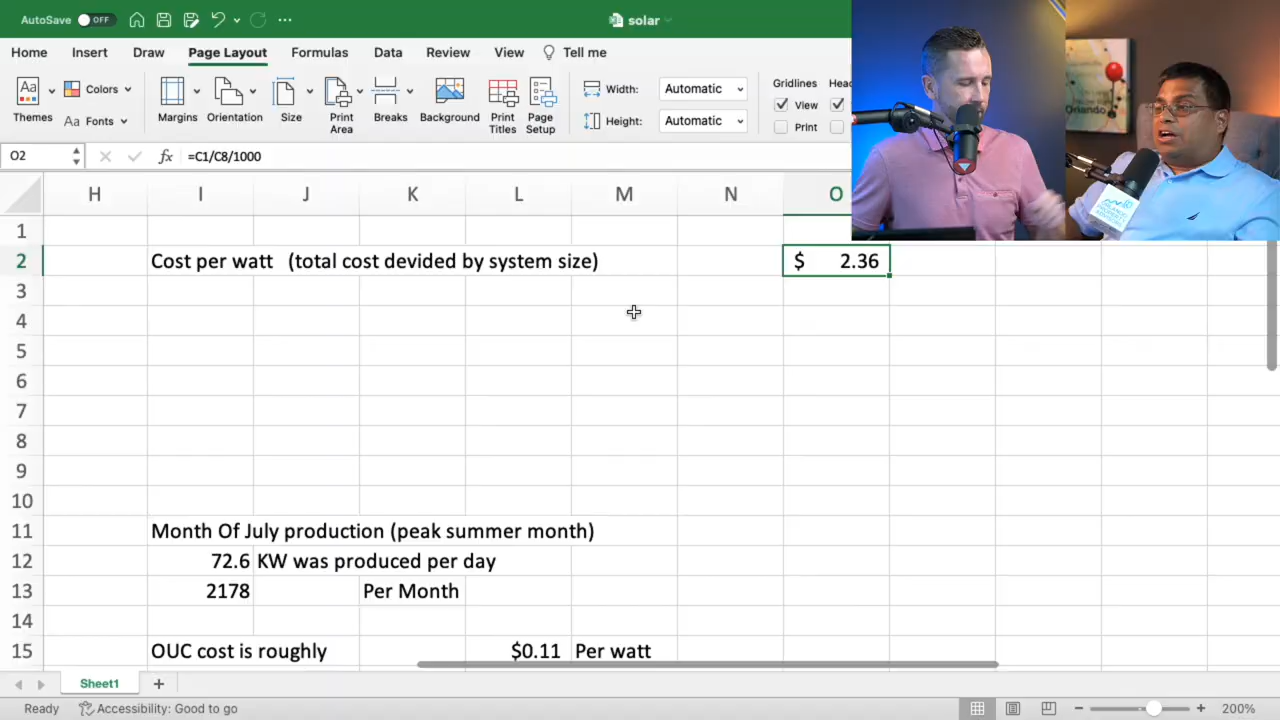 AutoSave OFF
solar
Home Insert Draw Page Layout Formulas Data Review View Tell me
Aa Colors
Themes
Aa Fonts
Margins
Orientation
Size
Print Area
Breaks
Background
Print Titles
Page Setup
Width: Automatic
Height: Automatic
Gridlines
View
Print
O2
fx =C1/C8/1000
H I J K L M N O
1
2 Cost per watt (total cost devided by system size) $ 2.36
3
4
5
6
7
8
9
10
11 Month Of July production (peak summer month)
12 72.6 KW was produced per day
13 2178 Per Month
14
15 OUC cost is roughly $0.11 Per watt
Sheet1
Ready Accessibility: Good to go 200%
Orlando